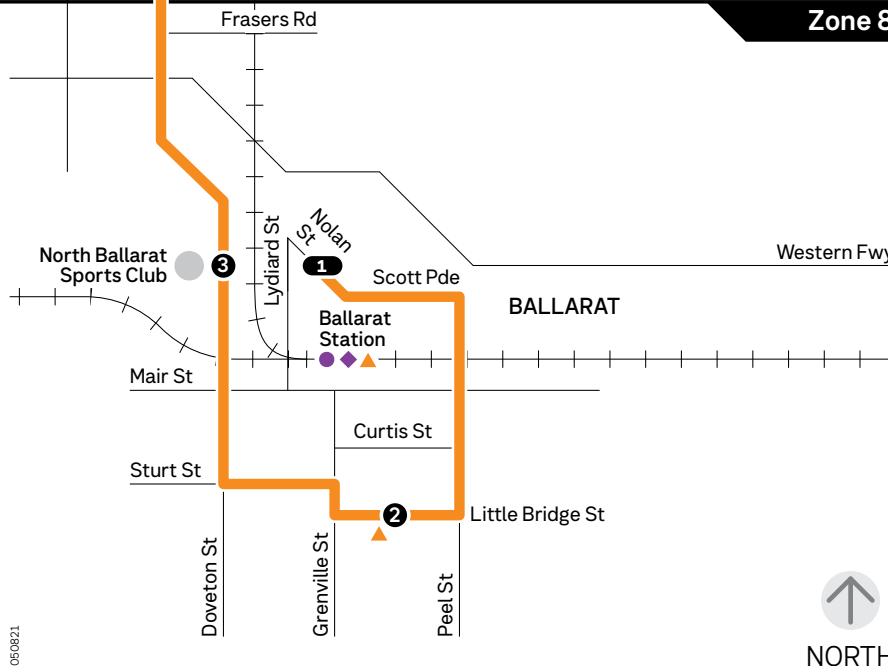 Frasers Rd
Zone 8
Nolan
St
Lydiard St
North Ballarat
Sports Club
3
1
Western Fwy
Scott Pde
BALLARAT
Ballarat
Station
Mair St
Curtis St
Sturt St
2
Little Bridge St
Doveton St
Grenville St
Peel St
050821
NORTH